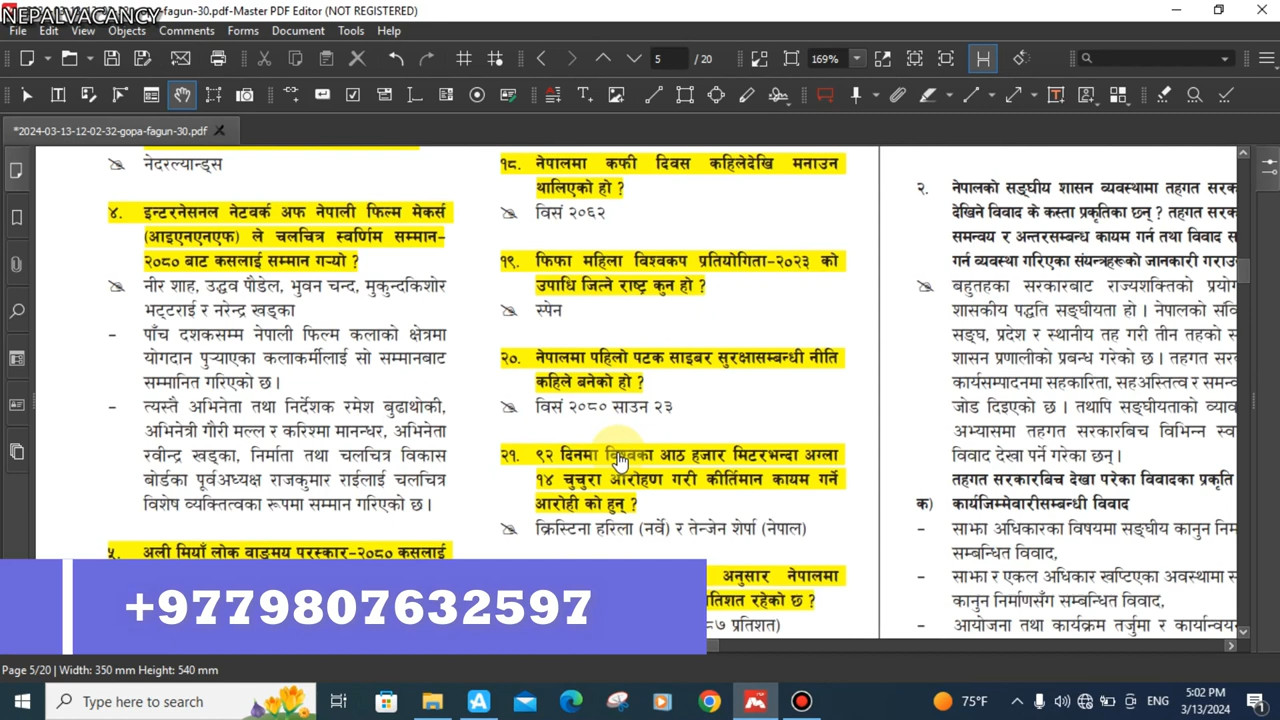 NEPALVACANCY
-fagun-30.pdf-Master PDF Editor (NOT REGISTERED)
File Edit View Objects Comments Forms Document Tools Help
5 / 20 169%
*2024-03-13-12-02-32-gopa-fagun-30.pdf
नेदरल्यान्ड्स
४. इन्टरनेसनल नेटवर्क अफ नेपाली फिल्म मेकर्स
(आइएनएनएफ) ले चलचित्र स्वर्णिम सम्मान-
२०८० बाट कसलाई सम्मान गऱ्यो ?
नीर शाह, उद्धव पौडेल, भुवन चन्द, मुकुन्दकिशोर
भट्टराई र नरेन्द्र खड्का
- पाँच दशकसम्म नेपाली फिल्म कलाको क्षेत्रमा
योगदान पुऱ्याएका कलाकर्मीलाई सो सम्मानबाट
सम्मानित गरिएको छ ।
- त्यस्तै अभिनेता तथा निर्देशक रमेश बुढाथोकी,
अभिनेत्री गौरी मल्ल र करिश्मा मानन्धर, अभिनेता
रवीन्द्र खड्का, निर्माता तथा चलचित्र विकास
बोर्डका पूर्वअध्यक्ष राजकुमार राईलाई चलचित्र
विशेष व्यक्तित्वका रूपमा सम्मान गरिएको छ ।
५. अली मियाँ लोक वाङ्मय पुरस्कार-२०८० कसलाई
१८. नेपालमा कफी दिवस कहिलेदेखि मनाउन
थालिएको हो ?
विसं २०६२
१९. फिफा महिला विश्वकप प्रतियोगिता-२०२३ को
उपाधि जित्ने राष्ट्र कुन हो ?
स्पेन
२०. नेपालमा पहिलो पटक साइबर सुरक्षासम्बन्धी नीति
कहिले बनेको हो ?
विसं २०८० साउन २३
२१. ९२ दिनमा विश्वका आठ हजार मिटरभन्दा अग्ला
१४ चुचुरा आरोहण गरी कीर्तिमान कायम गर्ने
आरोही को हुन् ?
क्रिस्टिना हरिला (नर्वे) र तेन्जेन शेर्पा (नेपाल)
अनुसार नेपालमा
तिशत रहेको छ ?
८७ प्रतिशत)
२. नेपालको सङ्घीय शासन व्यवस्थामा तहगत सरक
देखिने विवाद के कस्ता प्रकृतिका छन् ? तहगत सरक
समन्वय र अन्तरसम्बन्ध कायम गर्न तथा विवाद स
गर्न व्यवस्था गरिएका संयन्त्रहरूको जानकारी गराउ
बहुतहका सरकारबाट राज्यशक्तिको प्रयोग
शासकीय पद्धति सङ्घीयता हो । नेपालको संवि
सङ्घ, प्रदेश र स्थानीय तह गरी तीन तहको स
शासन प्रणालीको प्रबन्ध गरेको छ । तहगत सर
कार्यसम्पादनमा सहकारिता, सहअस्तित्व र समन्व
जोड दिइएको छ । तथापि सङ्घीयताको व्याव
अभ्यासमा तहगत सरकारबिच विभिन्न स्व
विवाद देखा पर्ने गरेका छन् ।
तहगत सरकारबिच देखा परेका विवादका प्रकृति
क) कार्यजिम्मेवारीसम्बन्धी विवाद
- साझा अधिकारका विषयमा सङ्घीय कानुन निम
सम्बन्धित विवाद,
- साझा र एकल अधिकार खप्टिएका अवस्थामा स
कानुन निर्माणसँग सम्बन्धित विवाद,
- आयोजना तथा कार्यक्रम तर्जुमा र कार्यान्वय
+9779807632597
Page 5/20 | Width: 350 mm Height: 540 mm
Type here to search
75°F
ENG
5:02 PM
3/13/2024